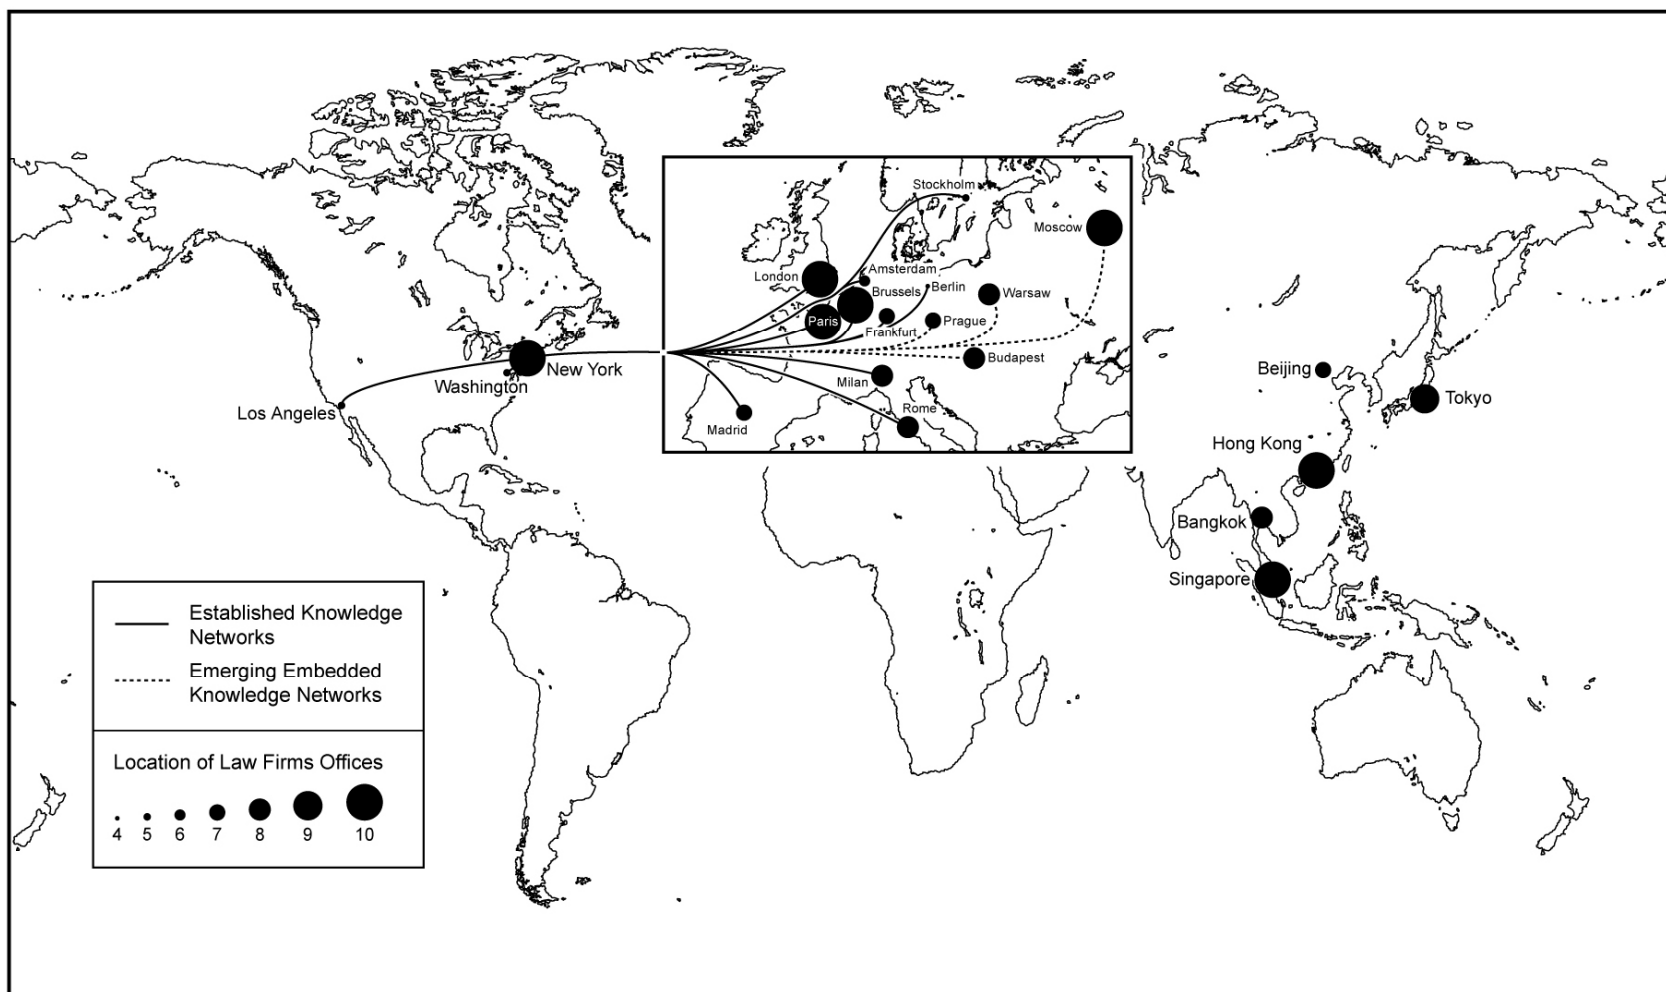 Stockholm
Moscow
London
Amsterdam
Brussels
Berlin
Warsaw
Paris
Prague
Frankfurt
Budapest
Milan
Madrid
Rome
New York
Washington
Los Angeles
Beijing
Tokyo
Hong Kong
Bangkok
Singapore
Established Knowledge
Networks
Emerging Embedded
Knowledge Networks
Location of Law Firms Offices
4 5 6 7 8 9 10